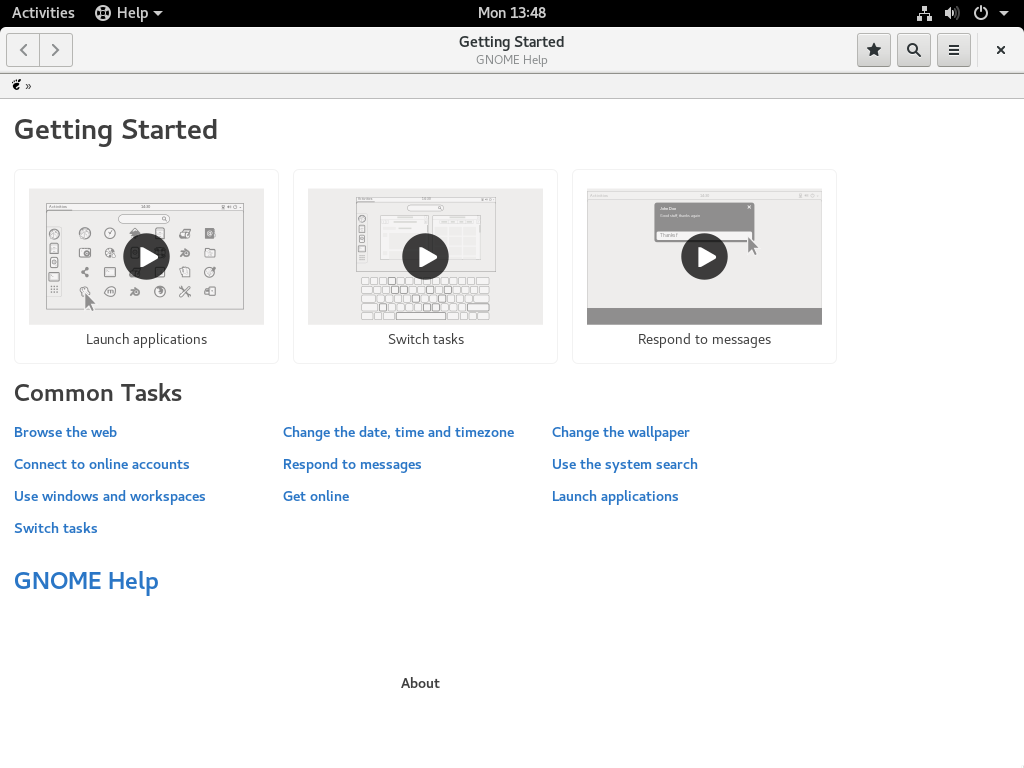 Activities Help Mon 13:48
Getting Started
GNOME Help
»
Getting Started
Launch applications Switch tasks Respond to messages
Common Tasks
Browse the web Change the date, time and timezone Change the wallpaper
Connect to online accounts Respond to messages Use the system search
Use windows and workspaces Get online Launch applications
Switch tasks
GNOME Help
About